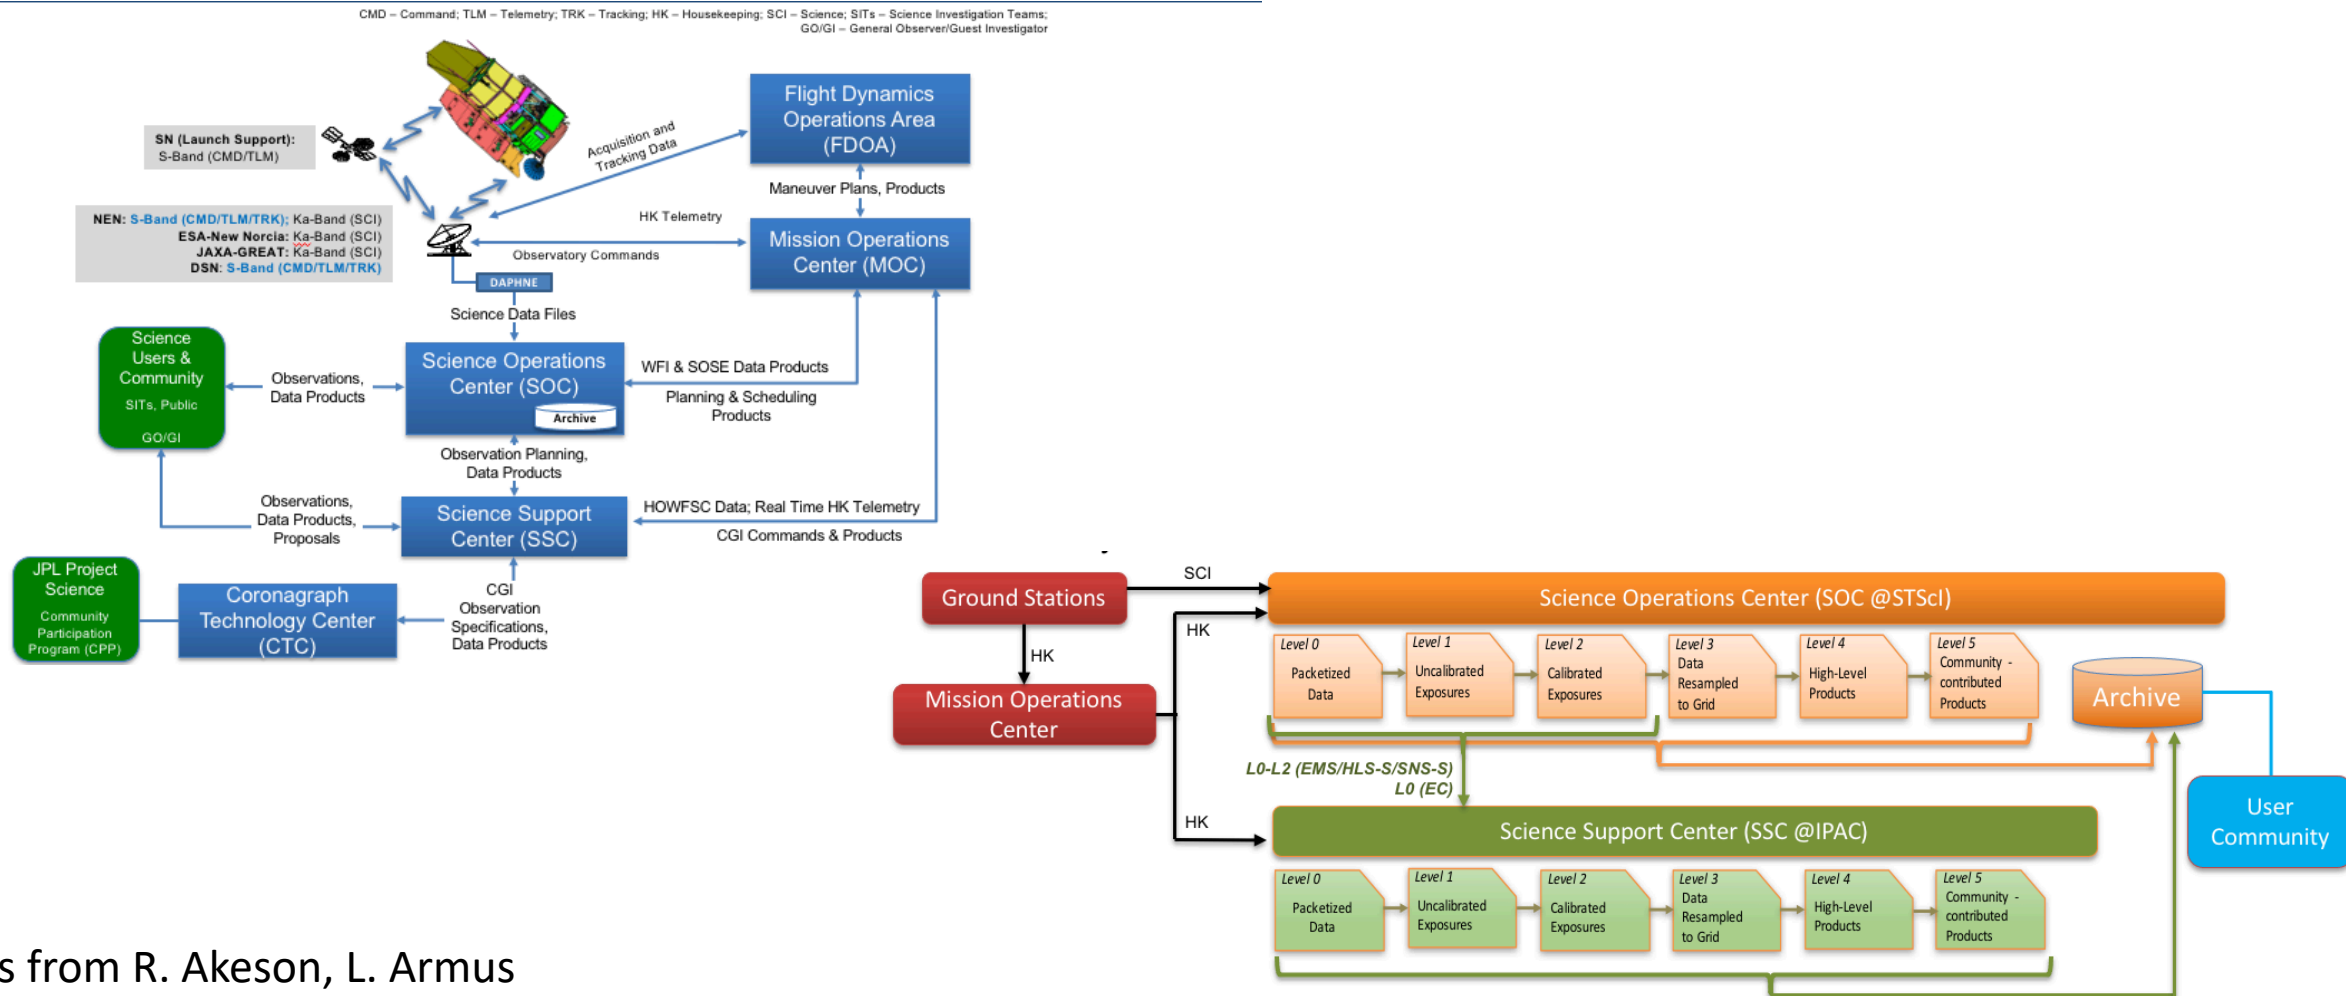 CMD – Command; TLM – Telemetry; TRK – Tracking; HK – Housekeeping; SCI – Science; SITs – Science Investigation Teams;
GO/GI – General Observer/Guest Investigator
SN (Launch Support):
S-Band (CMD/TLM)
Acquisition and
Tracking Data
Flight Dynamics
Operations Area
(FDOA)
Maneuver Plans, Products
NEN: S-Band (CMD/TLM/TRK); Ka-Band (SCI)
ESA-New Norcia: Ka-Band (SCI)
JAXA-GREAT: Ka-Band (SCI)
DSN: S-Band (CMD/TLM/TRK)
HK Telemetry
Observatory Commands
Mission Operations
Center (MOC)
DAPHNE
Science Data Files
Science
Users &
Community
SITs, Public
GO/GI
Observations,
Data Products
Science Operations
Center (SOC)
Archive
WFI & SOSE Data Products
Planning & Scheduling
Products
Observation Planning,
Data Products
Observations,
Data Products,
Proposals
Science Support
Center (SSC)
HOWFSC Data; Real Time HK Telemetry
CGI Commands & Products
JPL Project
Science
Community
Participation
Program (CPP)
Coronagraph
Technology Center
(CTC)
CGI
Observation
Specifications,
Data Products
Ground Stations
SCI
HK
HK
Mission Operations
Center
HK
Science Operations Center (SOC @STScI)
Level 0
Packetized
Data
Level 1
Uncalibrated
Exposures
Level 2
Calibrated
Exposures
Level 3
Data
Resampled
to Grid
Level 4
High-Level
Products
Level 5
Community -
contributed
Products
Archive
L0-L2 (EMS/HLS-S/SNS-S)
L0 (EC)
User
Community
Science Support Center (SSC @IPAC)
Level 0
Packetized
Data
Level 1
Uncalibrated
Exposures
Level 2
Calibrated
Exposures
Level 3
Data
Resampled
to Grid
Level 4
High-Level
Products
Level 5
Community -
contributed
Products
s from R. Akeson, L. Armus